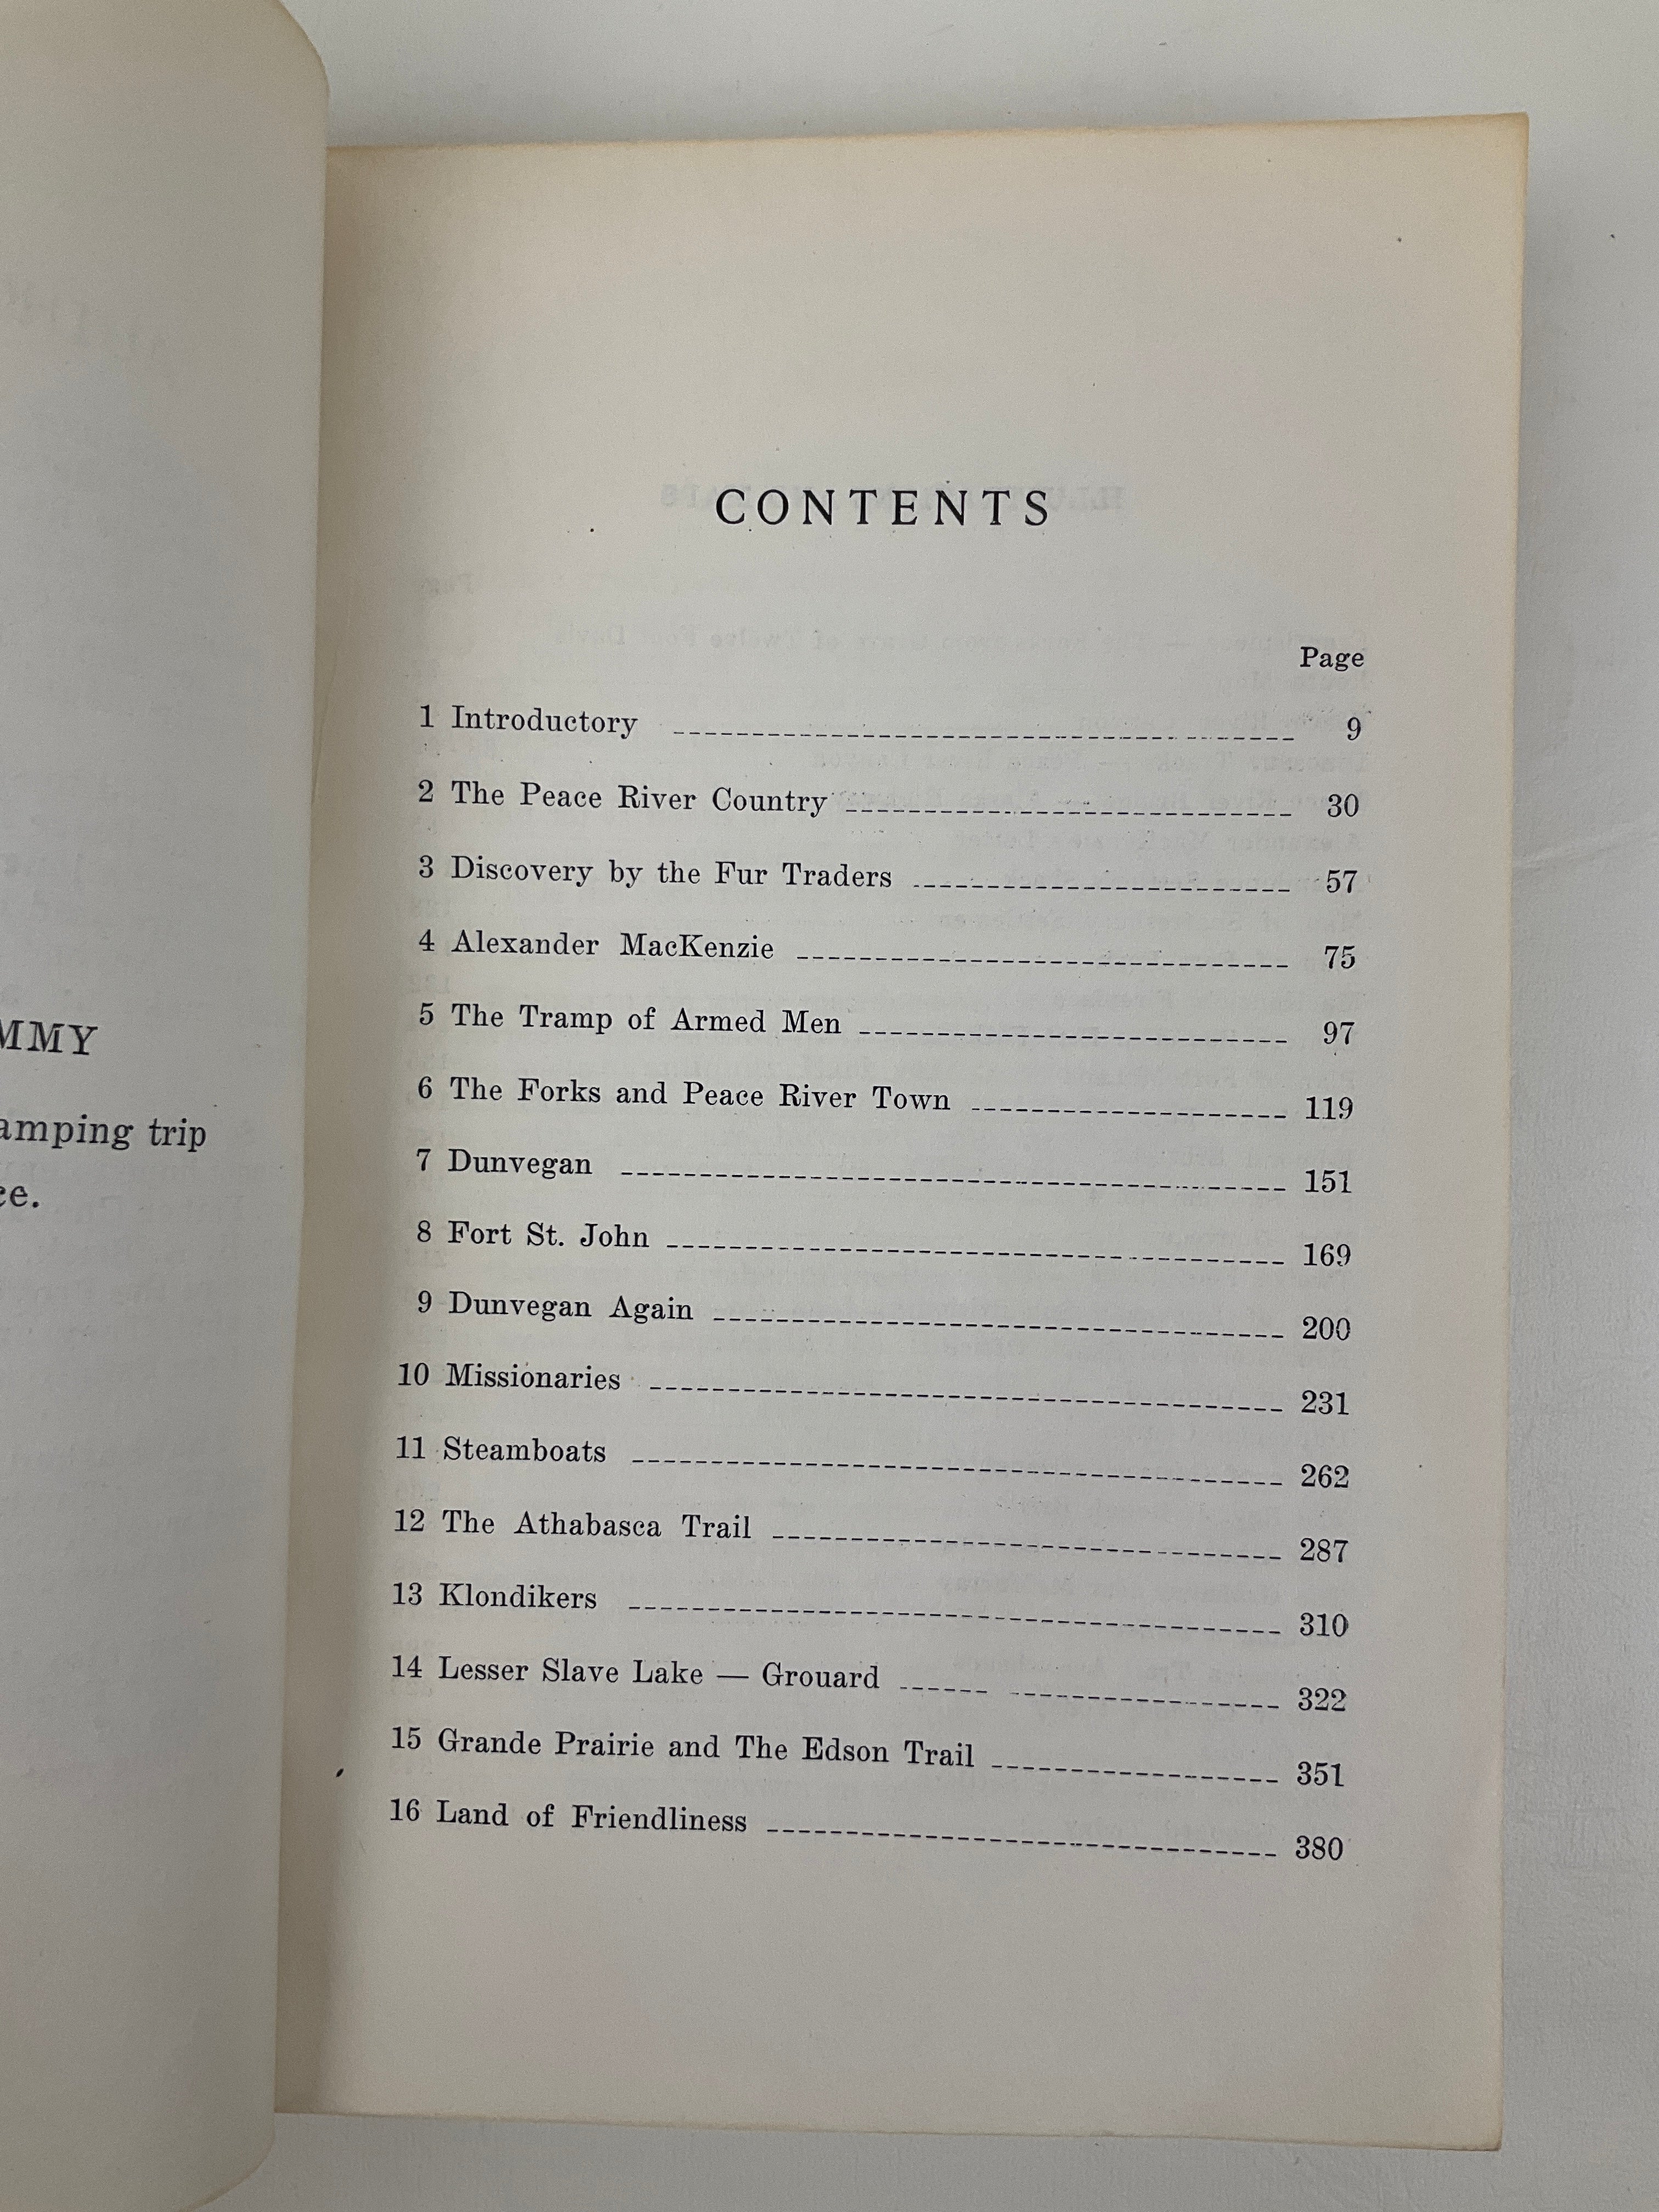 MMY
amping trip
ce.
CONTENTS
Page
1 Introductory 9
2 The Peace River Country 30
3 Discovery by the Fur Traders 57
4 Alexander MacKenzie 75
5 The Tramp of Armed Men 97
6 The Forks and Peace River Town 119
7 Dunvegan 151
8 Fort St. John 169
9 Dunvegan Again 200
10 Missionaries 231
11 Steamboats 262
12 The Athabasca Trail 287
13 Klondikers 310
14 Lesser Slave Lake — Grouard 322
15 Grande Prairie and The Edson Trail 351
16 Land of Friendliness 380